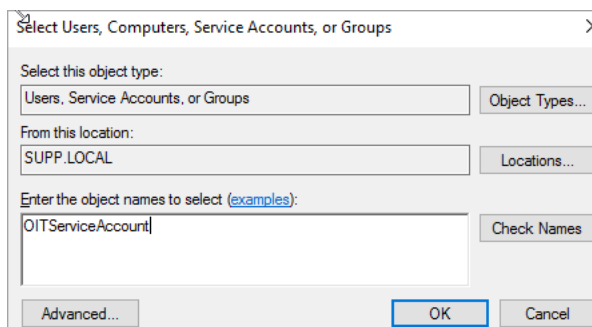 Select Users, Computers, Service Accounts, or Groups
Select this object type:
Users, Service Accounts, or Groups
Object Types...
From this location:
SUPP.LOCAL
Locations...
Enter the object names to select (examples):
OITServiceAccount
Check Names
Advanced...
OK
Cancel